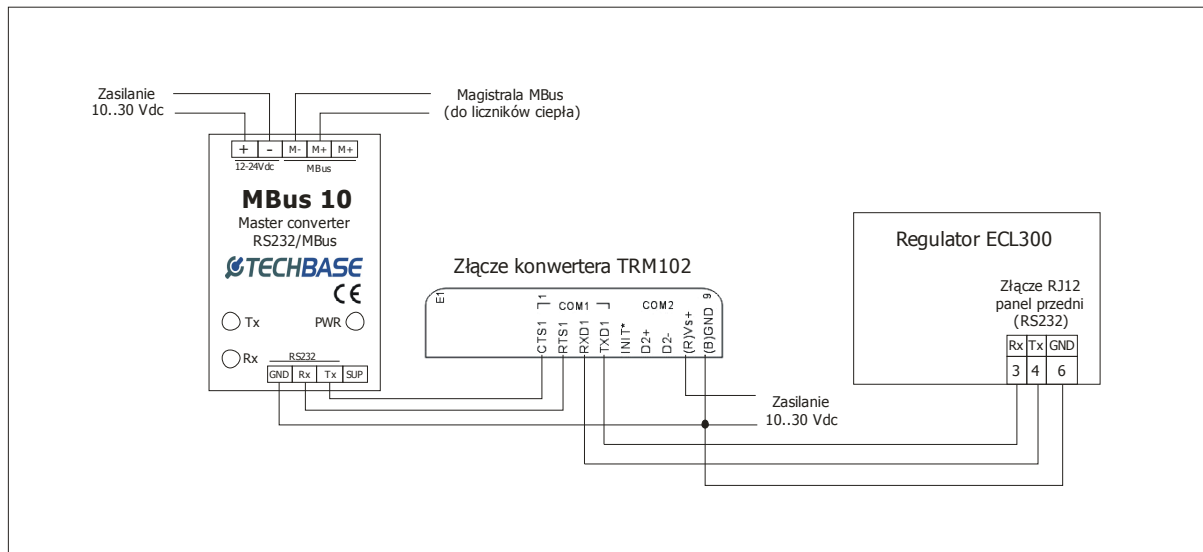 Zasilanie
10..30 Vdc
Magistrala MBus
(do liczników ciepła)
+ - M- M+ M+
12-24Vdc MBus
MBus 10
Master converter
RS232/MBus
TECHBASE
CE
Tx PWR
Rx RS232
GND Rx Tx SUP
Złącze konwertera TRM102
E1
1 COM1 COM2 9
CTS1 RTS1 RXD1 TXD1 INIT* D2+ D2- (R)Vs+ (B)GND
Zasilanie
10..30 Vdc
Regulator ECL300
Złącze RJ12
panel przedni
(RS232)
Rx Tx GND
3 4 6